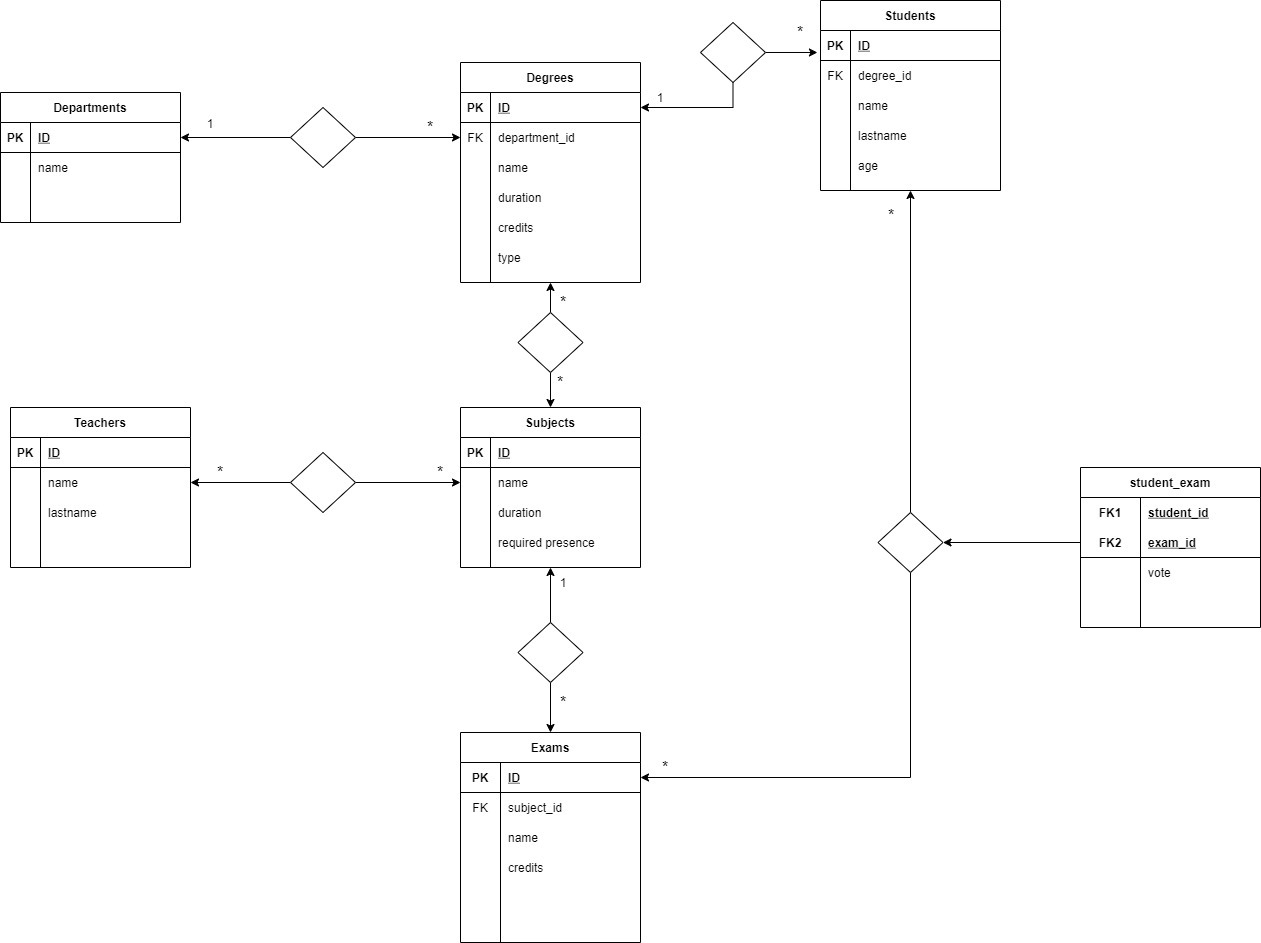 Students
PK ID
FK degree_id
name
lastname
age
*
1
Degrees
PK ID
FK department_id
name
duration
credits
type
Departments
PK ID
name
1
*
*
*
Teachers
PK ID
name
lastname
*
*
Subjects
PK ID
name
duration
required presence
*
student_exam
FK1 student_id
FK2 exam_id
vote
1
*
Exams
PK ID
FK subject_id
name
credits
*